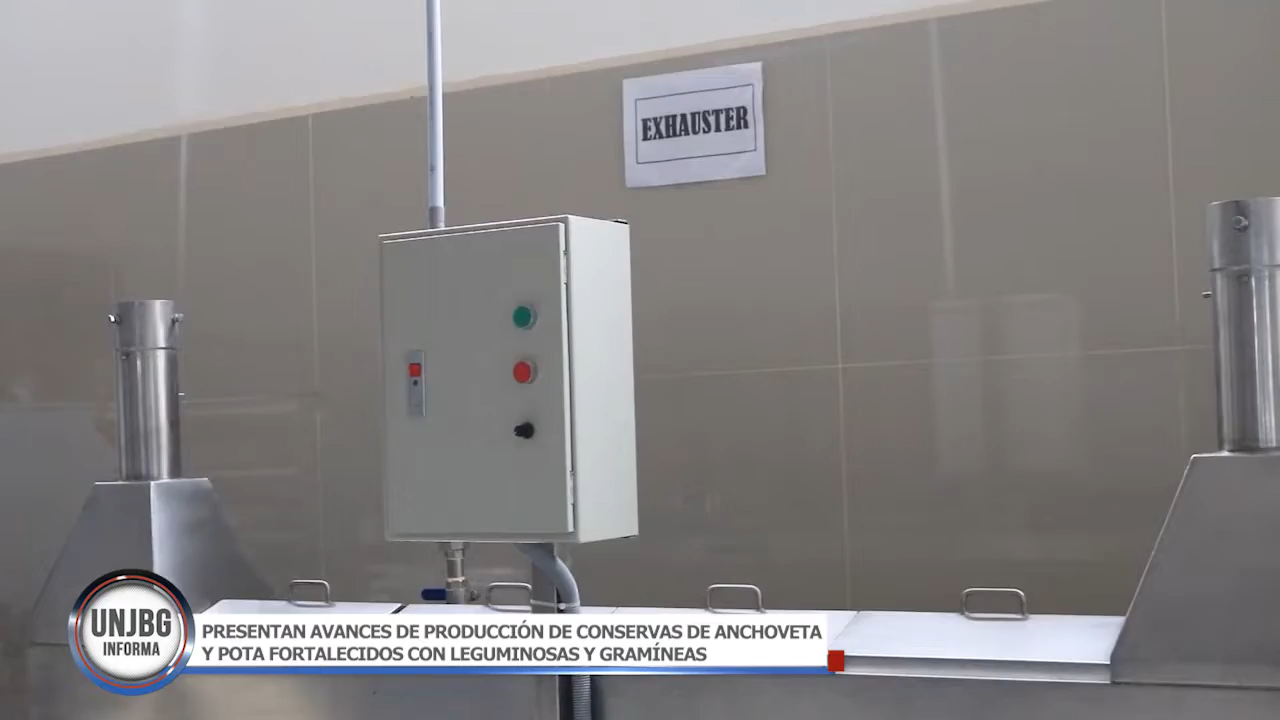 EXHAUSTER
UNJBG
INFORMA
PRESENTAN AVANCES DE PRODUCCIÓN DE CONSERVAS DE ANCHOVETA
Y POTA FORTALECIDOS CON LEGUMINOSAS Y GRAMÍNEAS